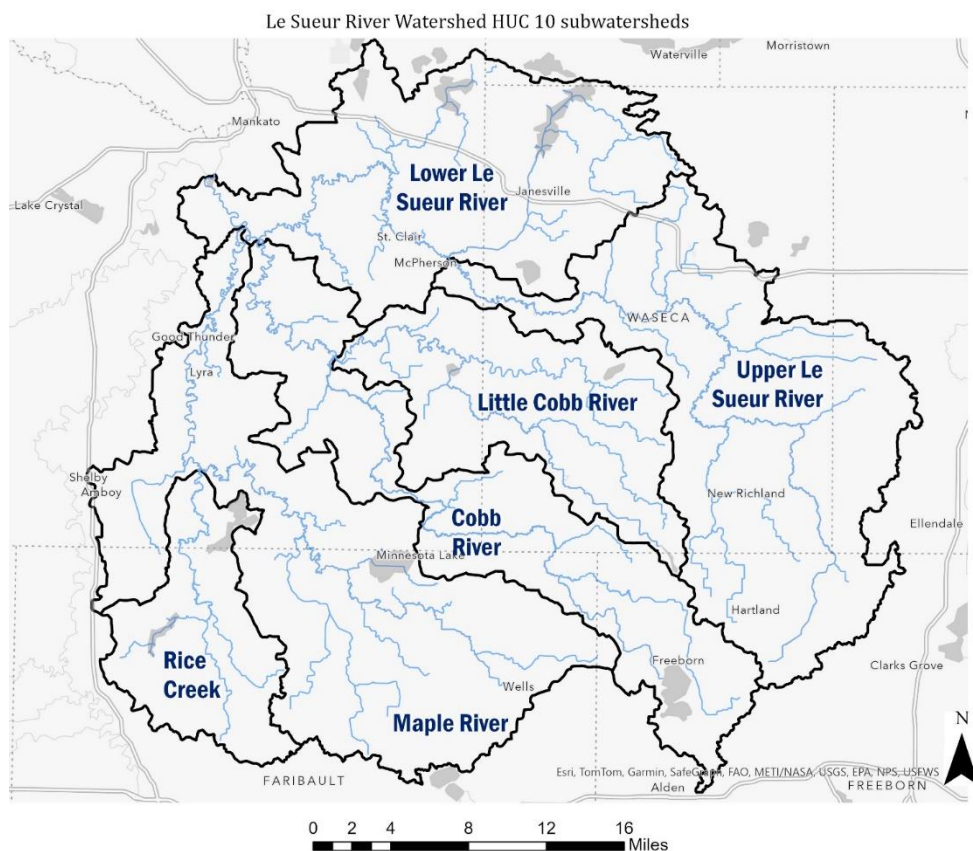 Le Sueur River Watershed HUC 10 subwatersheds
Morristown
Waterville
Mankato
Lower Le
Sueur River
Janesville
Lake Crystal
St. Clair
McPherson
WASECA
Good Thunder
Lyra
Upper Le
Sueur River
Little Cobb River
Shelby
Amboy
New Richland
Cobb
River
Ellendale
Minnesota Lake
Hartland
Rice
Creek
Freeborn
Clarks Grove
Wells
Maple River
N
FARIBAULT
Esri, TomTom, Garmin, SafeGraph, FAO, METI/NASA, USGS, EPA, NPS, USFWS
Alden
FREEBORN
0 2 4 8 12 16
Miles